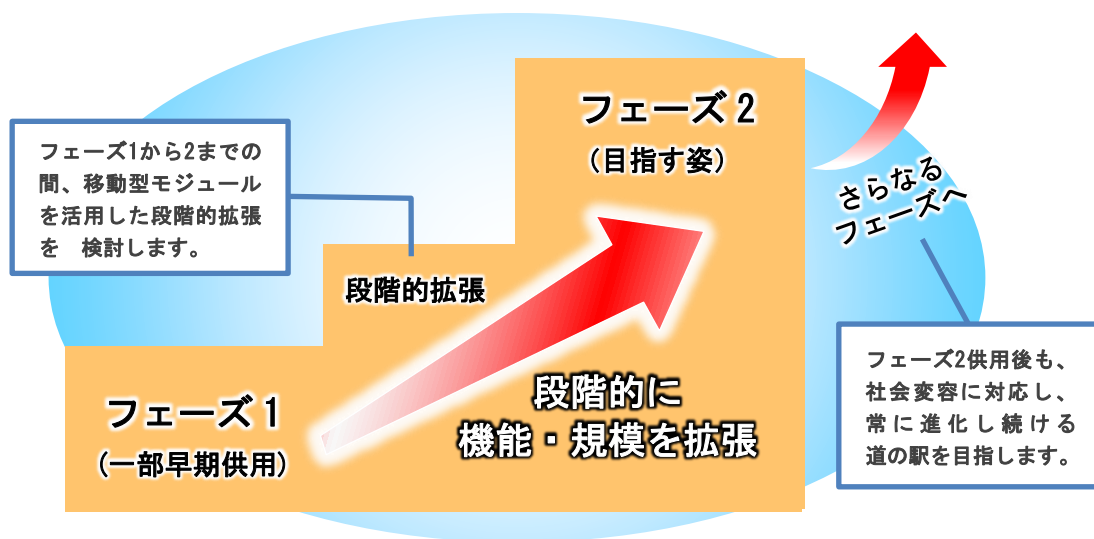 フェーズ2
(目指す姿)
フェーズ1から2までの
間、移動型モジュール
を活用した段階的拡張
を　検討します。
さらなる
フェーズへ
段階的拡張
フェーズ1
(一部早期供用)
段階的に
機能・規模を拡張
フェーズ2供用後も、
社会変容に対応し、
常に進化し続ける
道の駅を目指します。